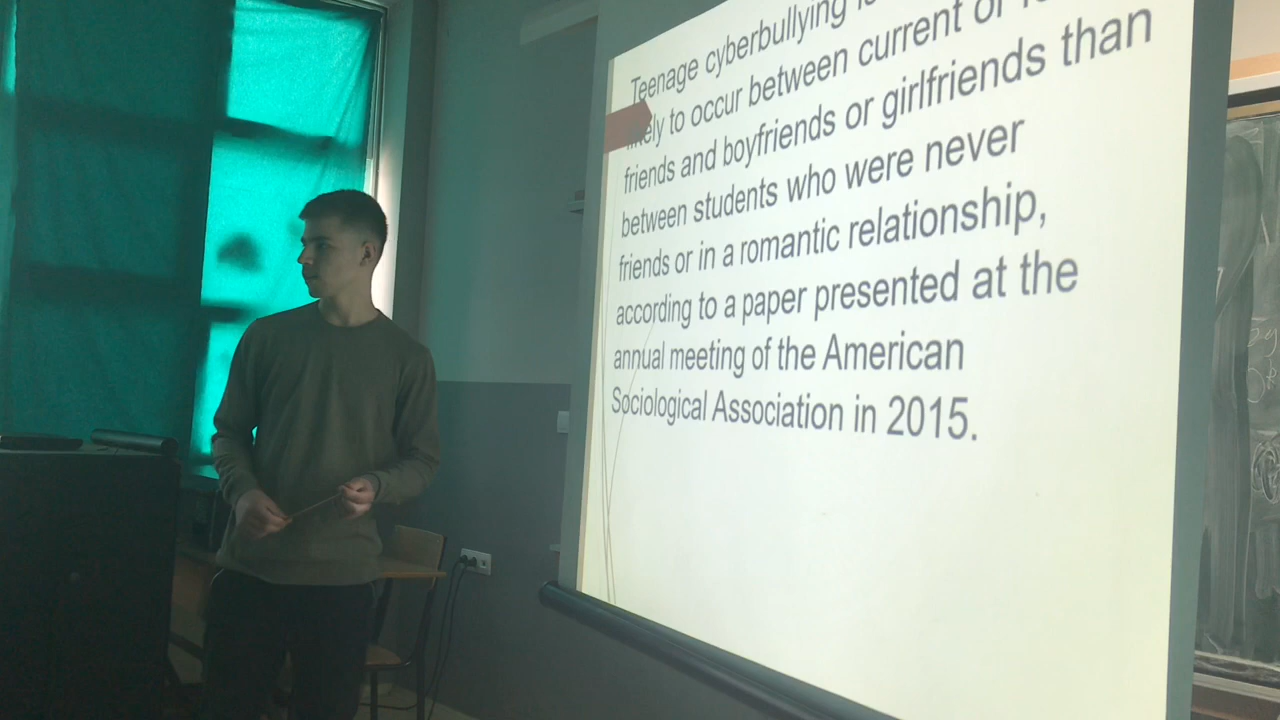 Teenage cyberbullying is
likely to occur between current or
friends and boyfriends or girlfriends than
between students who were never
friends or in a romantic relationship,
according to a paper presented at the
annual meeting of the American
Sociological Association in 2015.